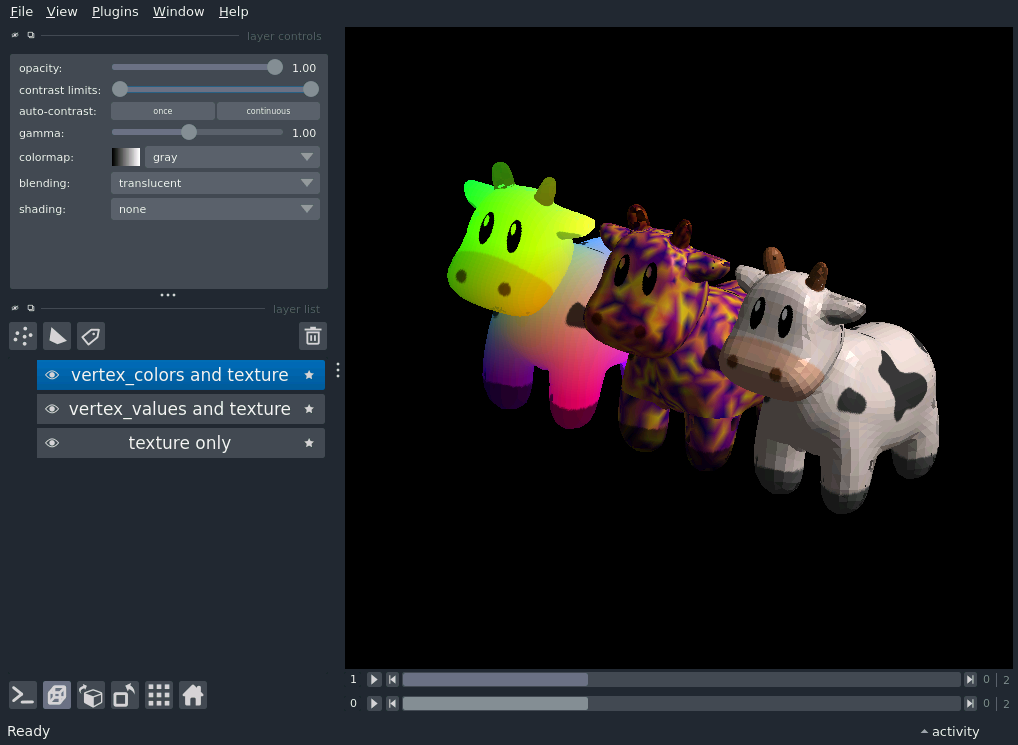 File View Plugins Window Help
layer controls
opacity: 1.00
contrast limits:
auto-contrast: once continuous
gamma: 1.00
colormap: gray
blending: translucent
shading: none
layer list
vertex_colors and texture
vertex_values and texture
texture only
1 0 2
0 0 2
Ready activity